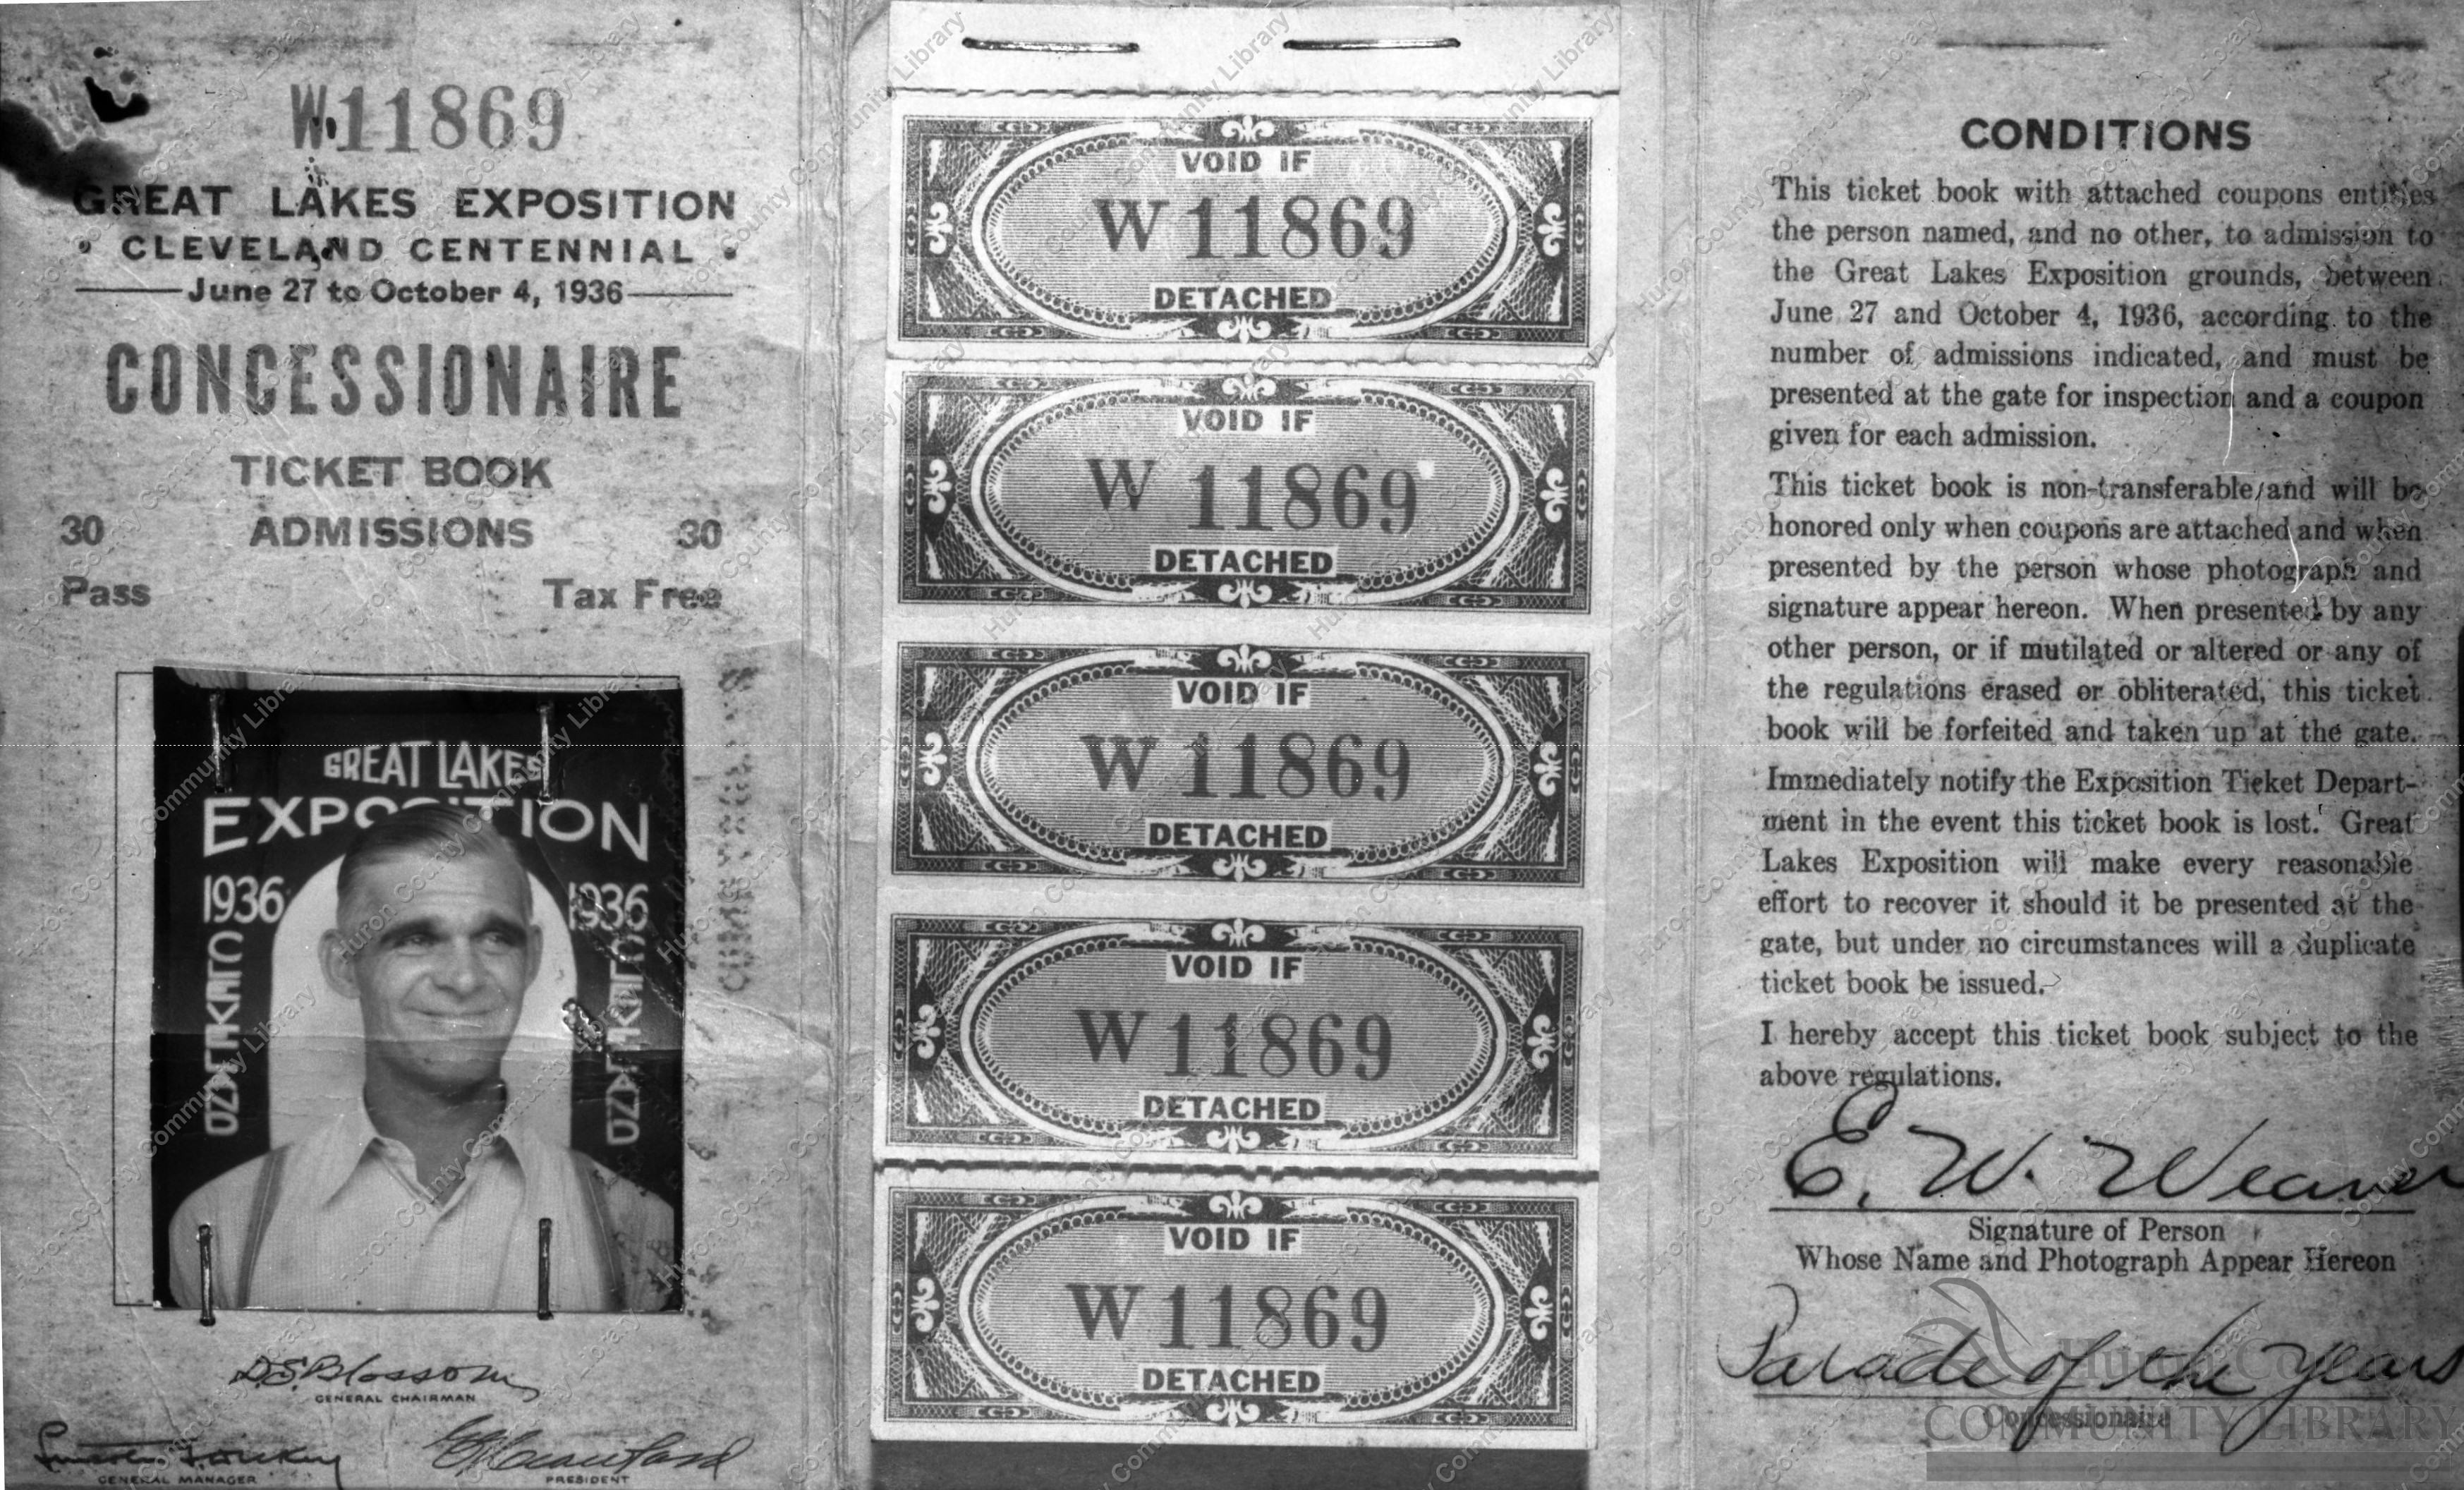 W 11869
GREAT LAKES EXPOSITION
CLEVELAND CENTENNIAL
June 27 to October 4, 1936
CONCESSIONAIRE
TICKET BOOK
30 ADMISSIONS 30
Pass Tax Free
GREAT LAKES
EXPOSITION
1936 1936
D.S. Blossom
GENERAL CHAIRMAN
GENERAL MANAGER
PRESIDENT
VOID IF
W 11869
DETACHED
VOID IF
W 11869
DETACHED
VOID IF
W 11869
DETACHED
VOID IF
W 11869
DETACHED
VOID IF
W 11869
DETACHED
CONDITIONS
This ticket book with attached coupons entitles
the person named, and no other, to admission to
the Great Lakes Exposition grounds, between
June 27 and October 4, 1936, according to the
number of admissions indicated, and must be
presented at the gate for inspection and a coupon
given for each admission.
This ticket book is non-transferable and will be
honored only when coupons are attached and when
presented by the person whose photograph and
signature appear hereon. When presented by any
other person, or if mutilated or altered or any of
the regulations erased or obliterated, this ticket
book will be forfeited and taken up at the gate.
Immediately notify the Exposition Ticket Depart-
ment in the event this ticket book is lost. Great
Lakes Exposition will make every reasonable
effort to recover it should it be presented at the
gate, but under no circumstances will a duplicate
ticket book be issued.
I hereby accept this ticket book subject to the
above regulations.
E. W. Weaver
Signature of Person
Whose Name and Photograph Appear Hereon
Parade of the Years
Concessionaire
Huron County
COMMUNITY LIBRARY